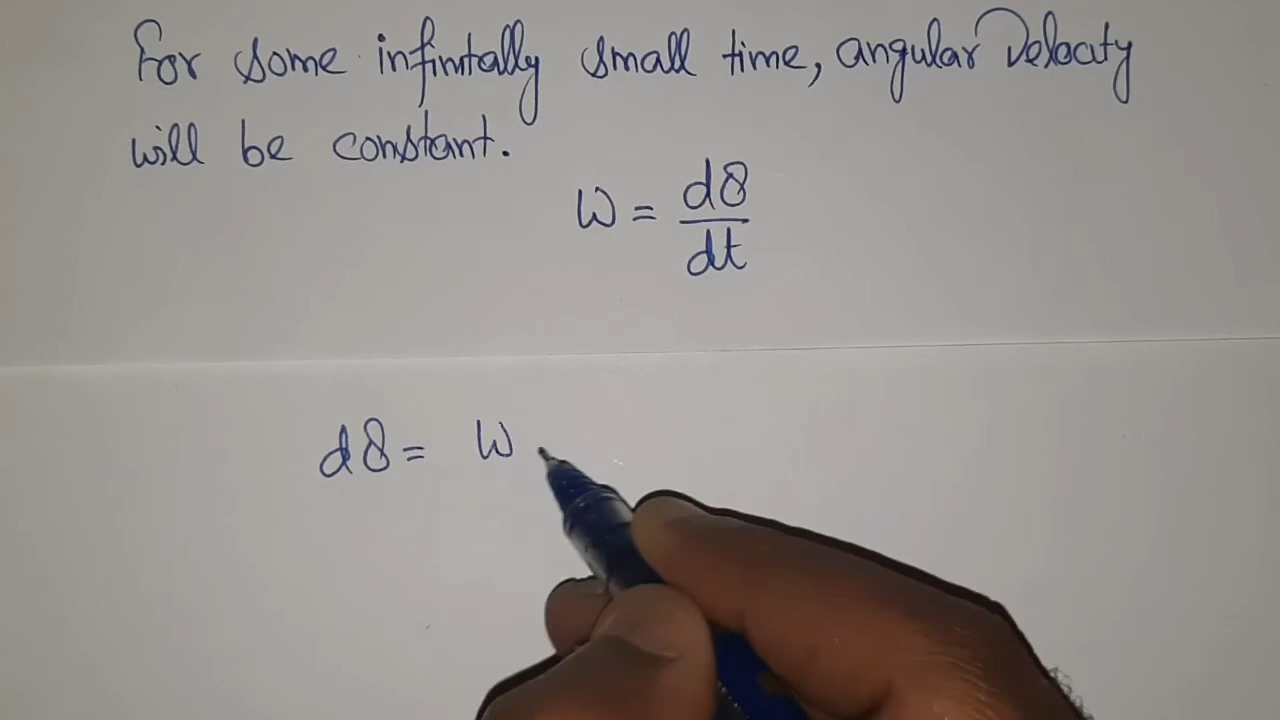 For some infinitally small time, angular velocity
will be constant.
ω = dθ/dt
dθ = ω